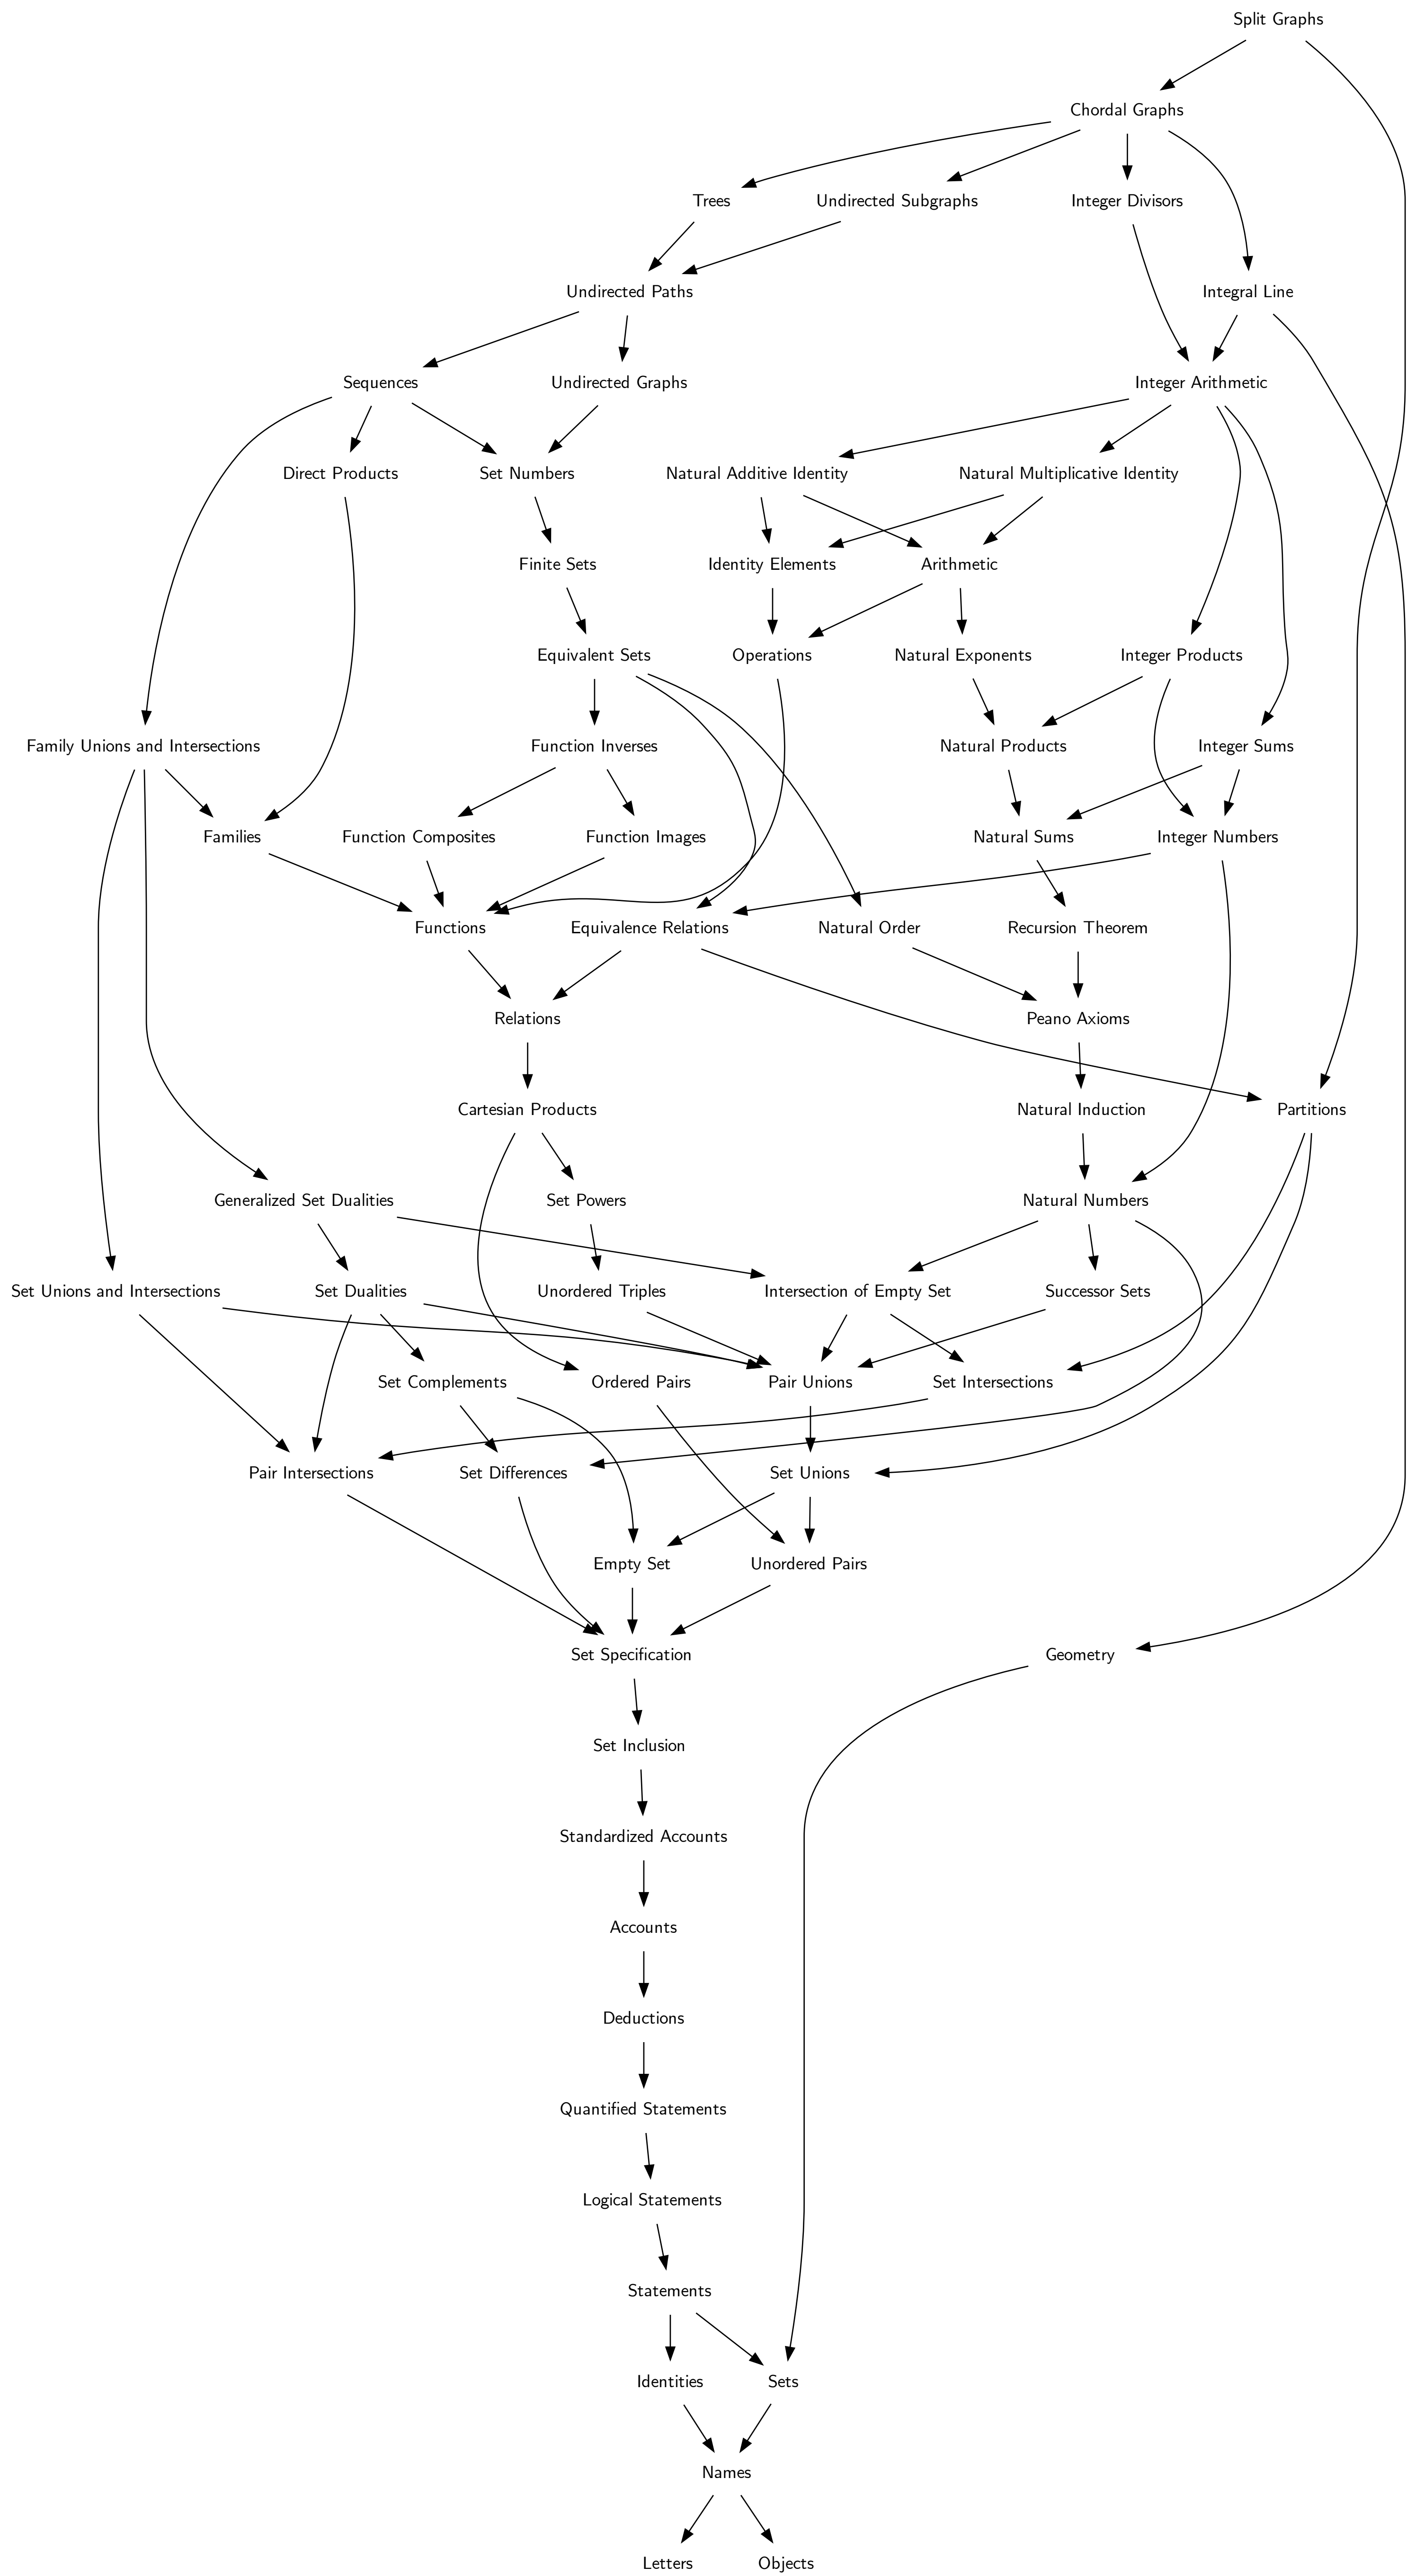 Split Graphs
Chordal Graphs
Trees
Undirected Subgraphs
Integer Divisors
Undirected Paths
Integral Line
Sequences
Undirected Graphs
Integer Arithmetic
Direct Products
Set Numbers
Natural Additive Identity
Natural Multiplicative Identity
Finite Sets
Identity Elements
Arithmetic
Equivalent Sets
Operations
Natural Exponents
Integer Products
Family Unions and Intersections
Function Inverses
Natural Products
Integer Sums
Families
Function Composites
Function Images
Natural Sums
Integer Numbers
Functions
Equivalence Relations
Natural Order
Recursion Theorem
Relations
Peano Axioms
Cartesian Products
Natural Induction
Partitions
Generalized Set Dualities
Set Powers
Natural Numbers
Set Unions and Intersections
Set Dualities
Unordered Triples
Intersection of Empty Set
Successor Sets
Set Complements
Ordered Pairs
Pair Unions
Set Intersections
Pair Intersections
Set Differences
Set Unions
Empty Set
Unordered Pairs
Set Specification
Geometry
Set Inclusion
Standardized Accounts
Accounts
Deductions
Quantified Statements
Logical Statements
Statements
Identities
Sets
Names
Letters
Objects